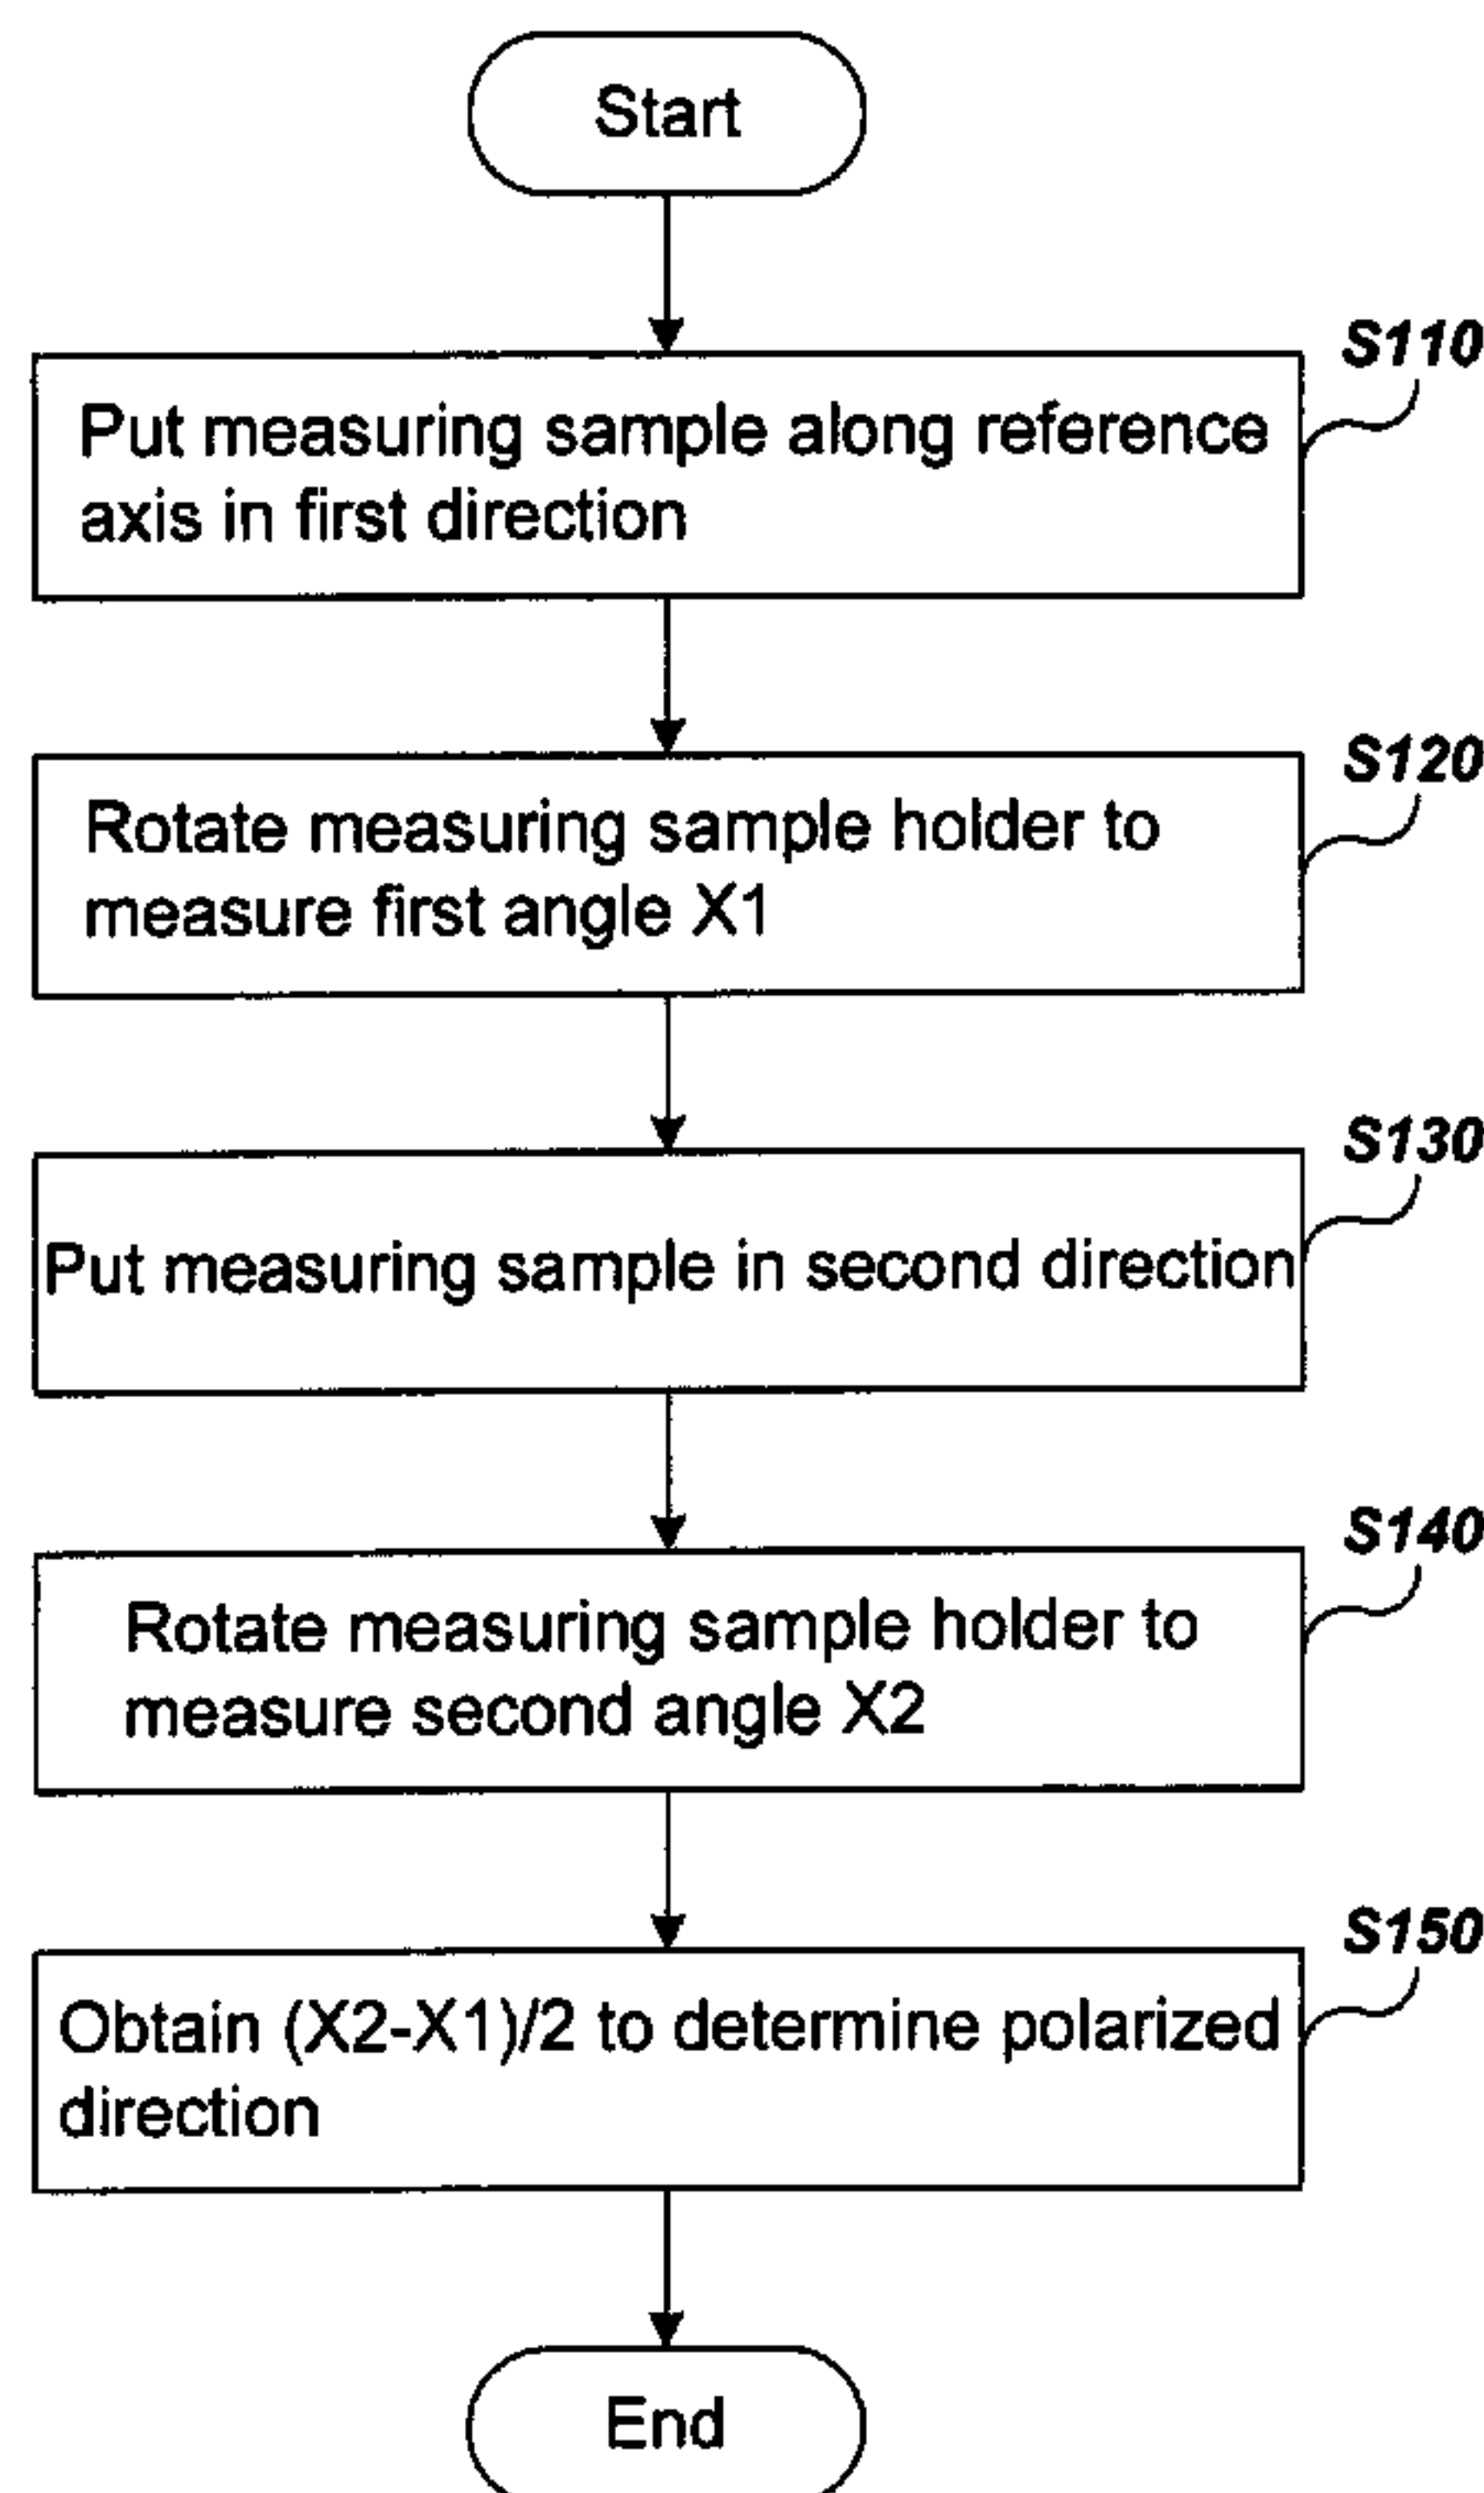 Start
S110
Put measuring sample along reference
axis in first direction
S120
Rotate measuring sample holder to
measure first angle X1
S130
Put measuring sample in second direction
S140
Rotate measuring sample holder to
measure second angle X2
S150
Obtain (X2-X1)/2 to determine polarized
direction
End